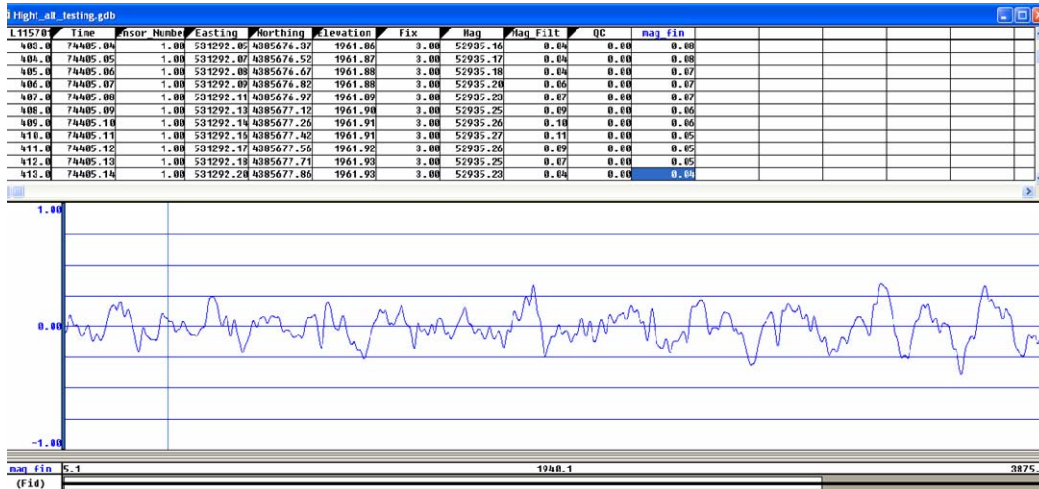 Hight_alt_testing.gdb
L115701 Time ensor_Number Easting Northing Elevation Fix Mag Mag_Filt QC mag_fin
403.0 74405.04 1.00 531292.05 4385676.37 1961.86 3.00 52935.16 0.04 0.00 0.08
404.0 74405.05 1.00 531292.07 4385676.52 1961.87 3.00 52935.17 0.04 0.00 0.08
405.0 74405.06 1.00 531292.08 4385676.67 1961.88 3.00 52935.18 0.04 0.00 0.07
406.0 74405.07 1.00 531292.09 4385676.82 1961.88 3.00 52935.20 0.06 0.00 0.07
407.0 74405.08 1.00 531292.11 4385676.97 1961.89 3.00 52935.23 0.07 0.00 0.07
408.0 74405.09 1.00 531292.13 4385677.12 1961.90 3.00 52935.25 0.09 0.00 0.06
409.0 74405.10 1.00 531292.14 4385677.26 1961.91 3.00 52935.26 0.10 0.00 0.06
410.0 74405.11 1.00 531292.16 4385677.42 1961.91 3.00 52935.27 0.11 0.00 0.05
411.0 74405.12 1.00 531292.17 4385677.56 1961.92 3.00 52935.26 0.09 0.00 0.05
412.0 74405.13 1.00 531292.18 4385677.71 1961.93 3.00 52935.25 0.07 0.00 0.05
413.0 74405.14 1.00 531292.20 4385677.86 1961.93 3.00 52935.23 0.04 0.00 0.04
1.00
0.00
-1.00
mag_fin 5.1 1940.1 3875.
(Fid)